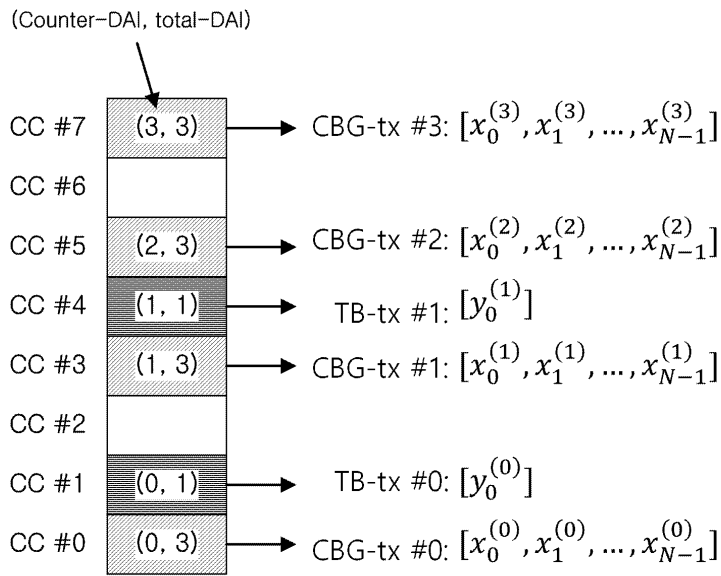 (Counter-DAI, total-DAI)
CC #7 (3, 3) CBG-tx #3: [x_0^{(3)}, x_1^{(3)}, ..., x_{N-1}^{(3)}]
CC #6
CC #5 (2, 3) CBG-tx #2: [x_0^{(2)}, x_1^{(2)}, ..., x_{N-1}^{(2)}]
CC #4 (1, 1) TB-tx #1: [y_0^{(1)}]
CC #3 (1, 3) CBG-tx #1: [x_0^{(1)}, x_1^{(1)}, ..., x_{N-1}^{(1)}]
CC #2
CC #1 (0, 1) TB-tx #0: [y_0^{(0)}]
CC #0 (0, 3) CBG-tx #0: [x_0^{(0)}, x_1^{(0)}, ..., x_{N-1}^{(0)}]